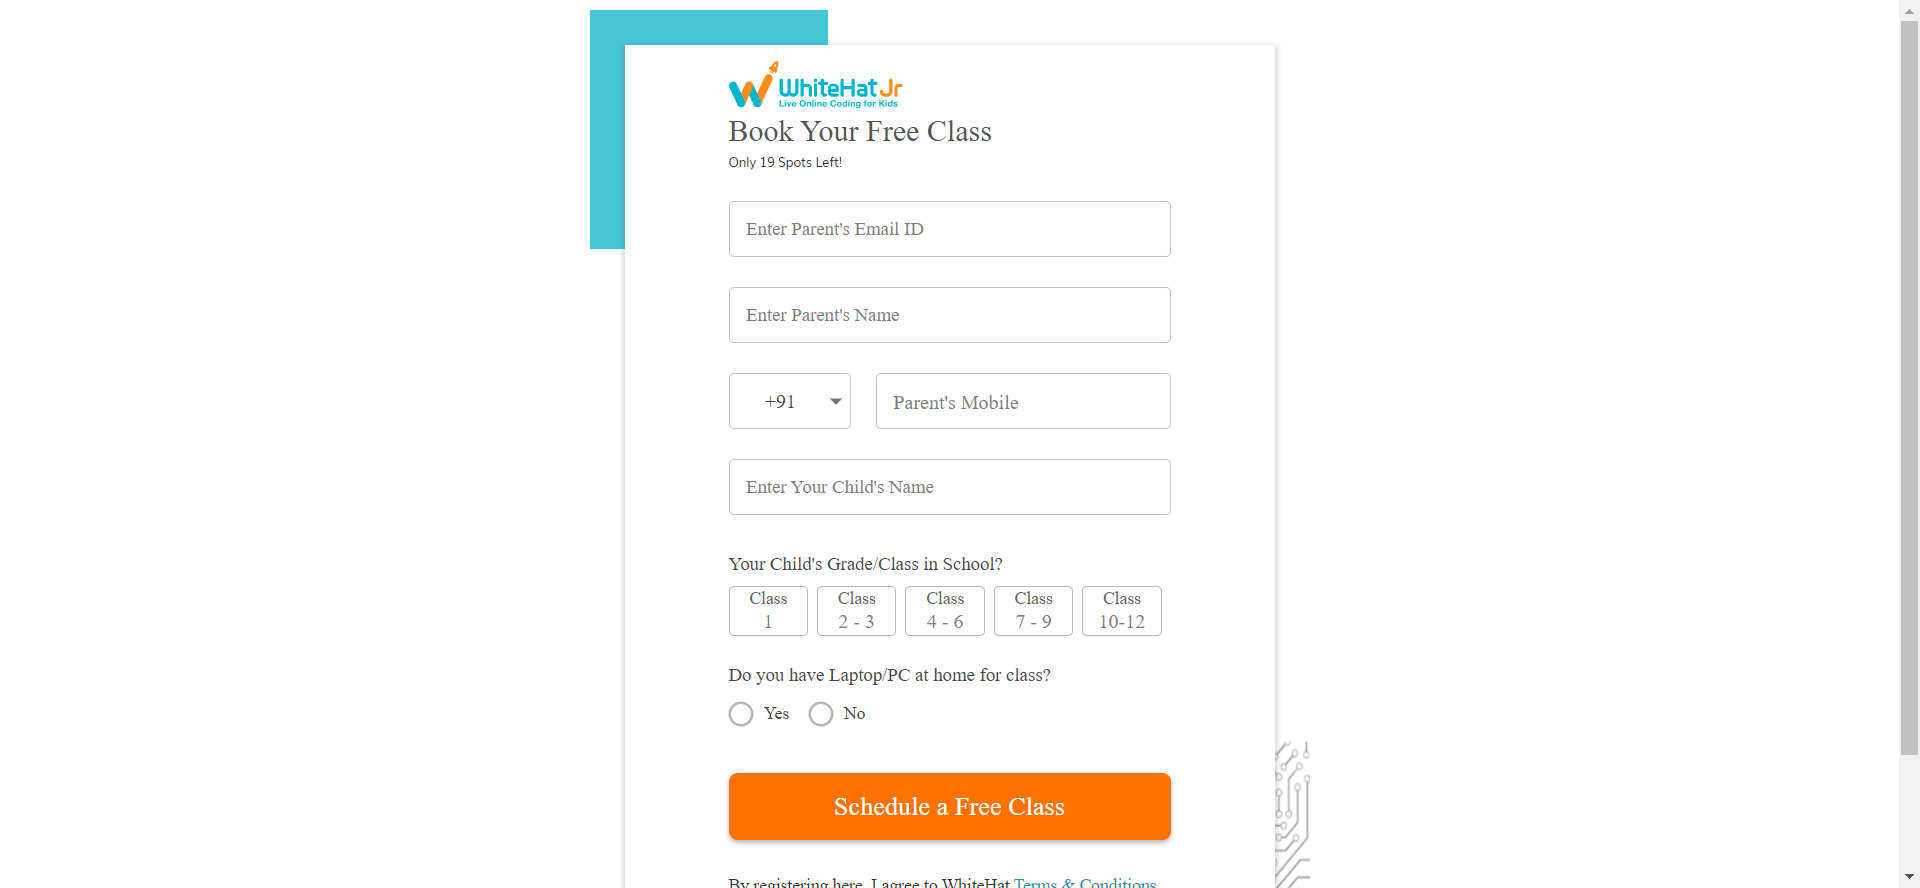 WhiteHat Jr
Live Online Coding for Kids
Book Your Free Class
Only 19 Spots Left!
Enter Parent's Email ID
Enter Parent's Name
+91
Parent's Mobile
Enter Your Child's Name
Your Child's Grade/Class in School?
Class
1
Class
2 - 3
Class
4 - 6
Class
7 - 9
Class
10-12
Do you have Laptop/PC at home for class?
Yes No
Schedule a Free Class
By registering here, I agree to WhiteHat Terms & Conditions